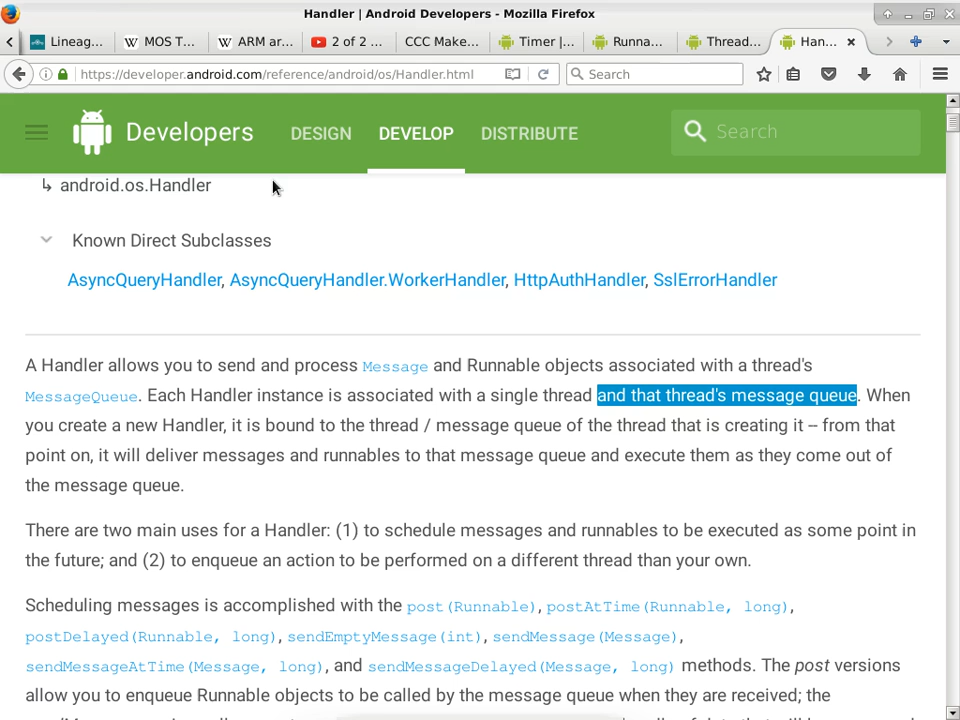 Handler | Android Developers - Mozilla Firefox
Lineag... MOS T... ARM ar... 2 of 2 ... CCC Make... Timer |... Runna... Thread... Han...
https://developer.android.com/reference/android/os/Handler.html Search
Developers DESIGN DEVELOP DISTRIBUTE Search
↳ android.os.Handler
Known Direct Subclasses
AsyncQueryHandler, AsyncQueryHandler.WorkerHandler, HttpAuthHandler, SslErrorHandler
A Handler allows you to send and process Message and Runnable objects associated with a thread's
MessageQueue. Each Handler instance is associated with a single thread and that thread's message queue. When
you create a new Handler, it is bound to the thread / message queue of the thread that is creating it -- from that
point on, it will deliver messages and runnables to that message queue and execute them as they come out of
the message queue.
There are two main uses for a Handler: (1) to schedule messages and runnables to be executed as some point in
the future; and (2) to enqueue an action to be performed on a different thread than your own.
Scheduling messages is accomplished with the post(Runnable), postAtTime(Runnable, long),
postDelayed(Runnable, long), sendEmptyMessage(int), sendMessage(Message),
sendMessageAtTime(Message, long), and sendMessageDelayed(Message, long) methods. The post versions
allow you to enqueue Runnable objects to be called by the message queue when they are received; the